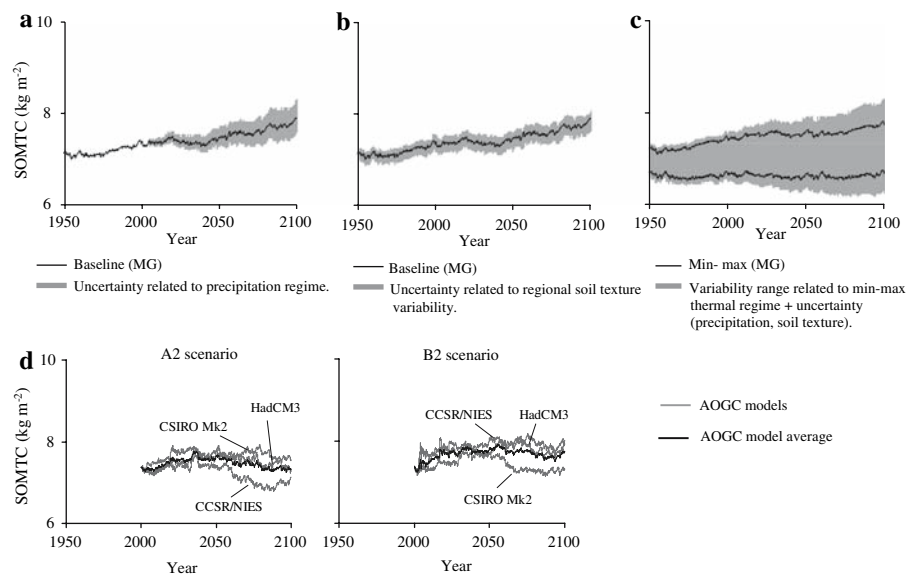 a
b
c
SOMTC (kg m-2)
10
8
6
1950 2000 2050 2100
1950 2000 2050 2100
1950 2000 2050 2100
Year
Year
Year
Baseline (MG)
Uncertainty related to precipitation regime.
Baseline (MG)
Uncertainty related to regional soil texture
variability.
Min- max (MG)
Variability range related to min-max
thermal regime + uncertainty
(precipitation, soil texture).
d
A2 scenario
B2 scenario
SOMTC (kg m-2)
10
8
6
HadCM3
CSIRO Mk2
CCSR/NIES
CCSR/NIES
HadCM3
CSIRO Mk2
1950 2000 2050 2100
1950 2000 2050 2100
Year
Year
AOGC models
AOGC model average